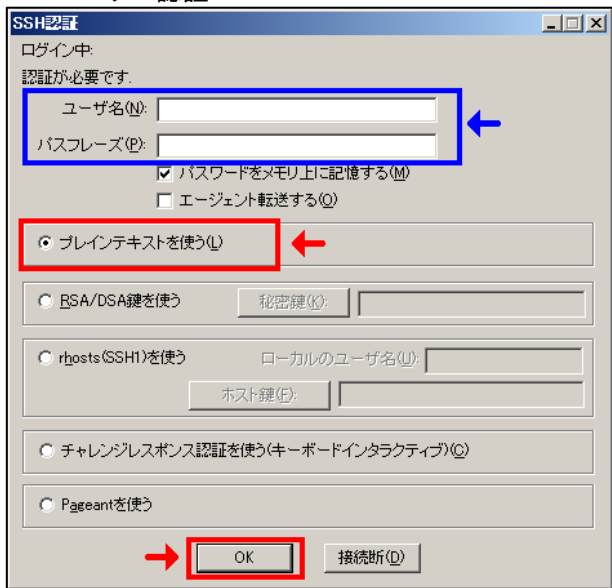 SSH認証
ログイン中:
認証が必要です.
ユーザ名(N):
パスフレーズ(P):
パスワードをメモリ上に記憶する(M)
エージェント転送する(O)
プレインテキストを使う(L)
RSA/DSA鍵を使う 秘密鍵(K):
rhosts(SSH1)を使う ローカルのユーザ名(U):
ホスト鍵(F):
チャレンジレスポンス認証を使う(キーボードインタラクティブ)(C)
Pageantを使う
OK 接続断(D)